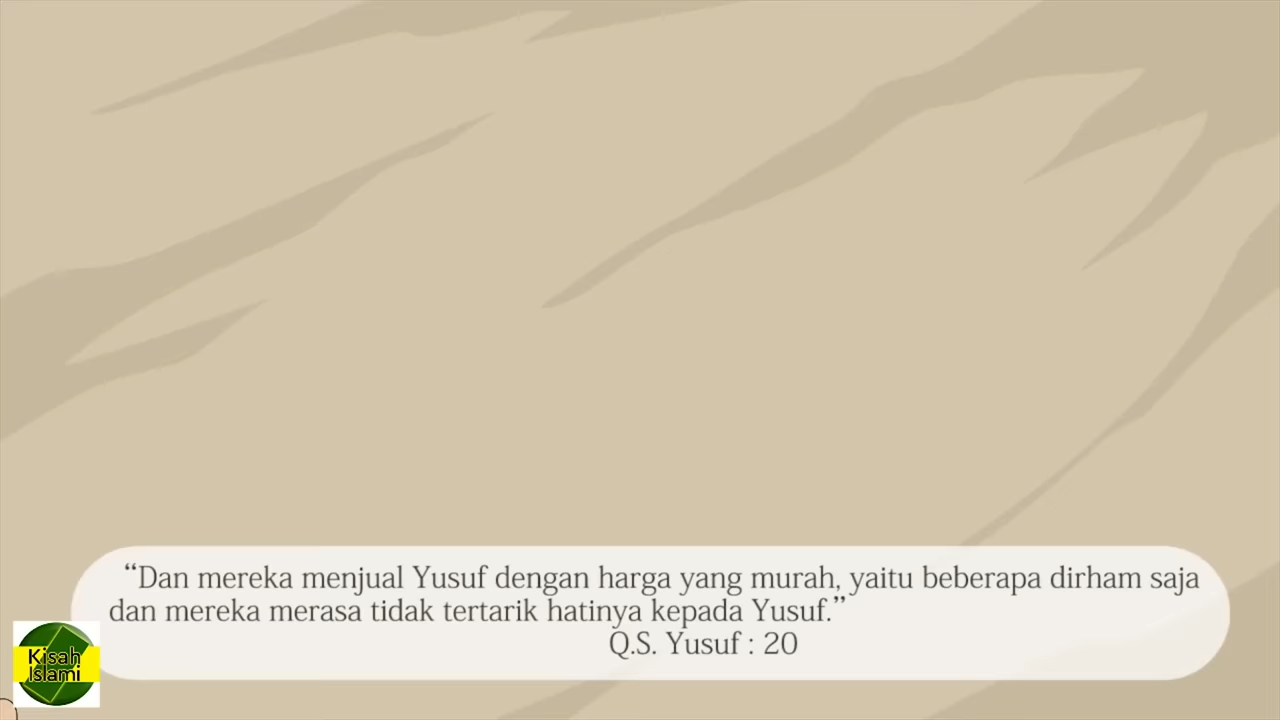 “Dan mereka menjual Yusuf dengan harga yang murah, yaitu beberapa dirham saja
dan mereka merasa tidak tertarik hatinya kepada Yusuf.”
Q.S. Yusuf : 20
Kisah
Islami